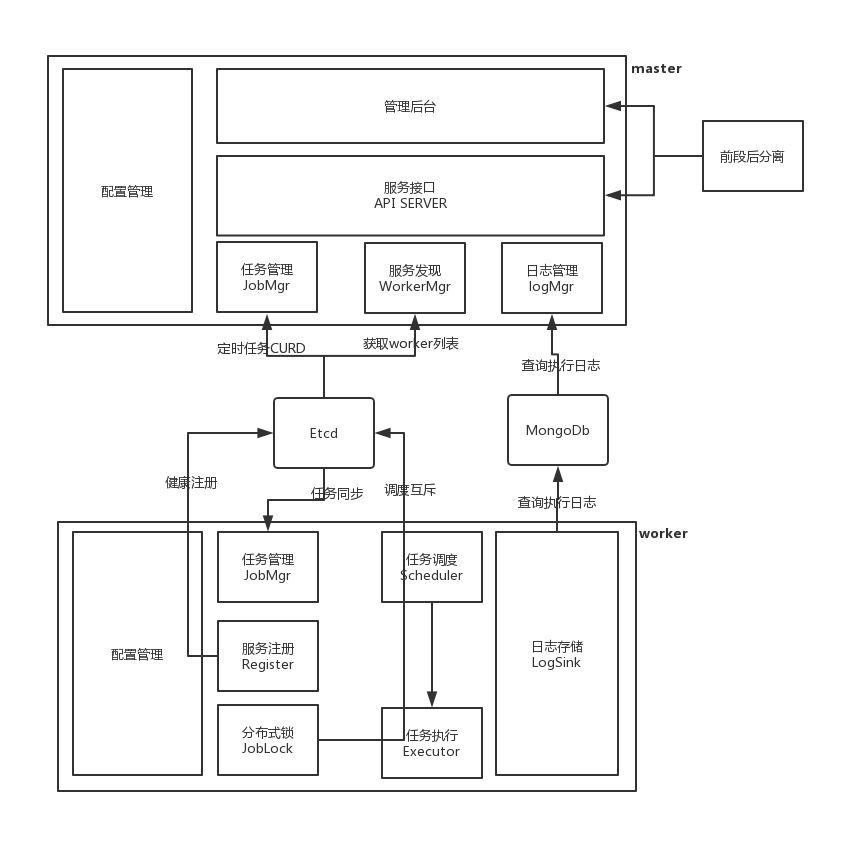 master
管理后台
前段后分离
配置管理
服务接口
API SERVER
任务管理
JobMgr
服务发现
WorkerMgr
日志管理
logMgr
定时任务CURD
获取worker列表
查询执行日志
Etcd
MongoDb
健康注册
任务同步
调度互斥
查询执行日志
worker
任务管理
JobMgr
任务调度
Scheduler
配置管理
服务注册
Register
日志存储
LogSink
分布式锁
JobLock
任务执行
Executor